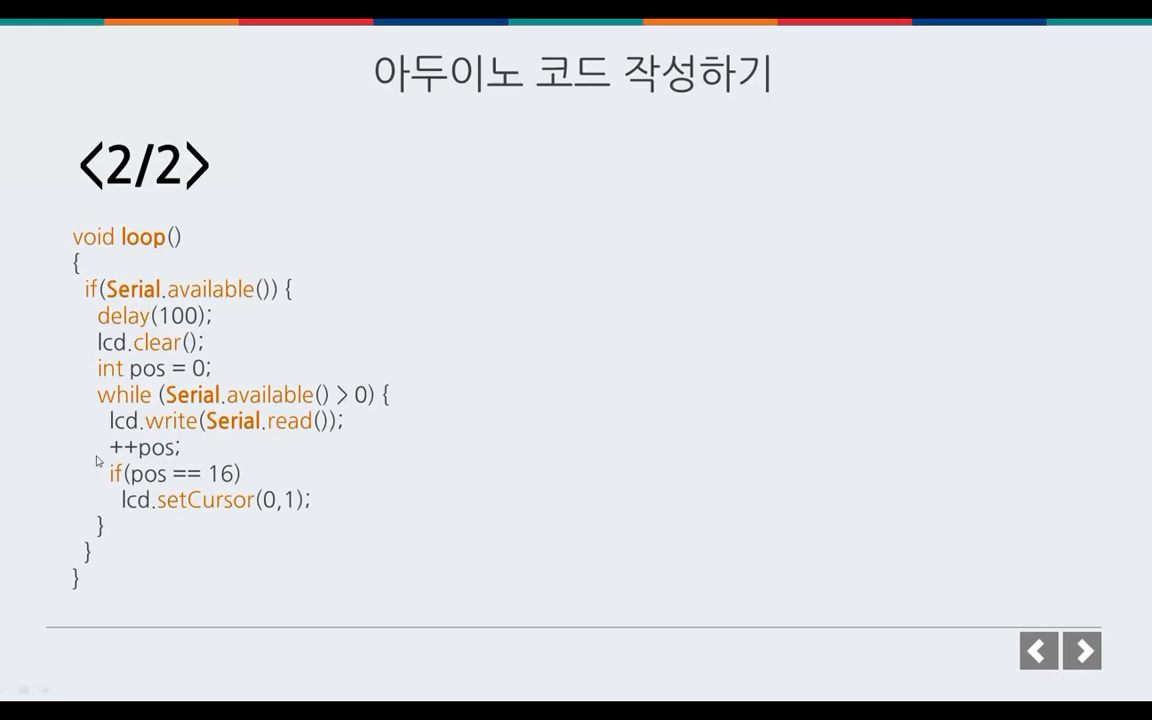 아두이노 코드 작성하기
<2/2>
void loop()
{
if(Serial.available()) {
delay(100);
lcd.clear();
int pos = 0;
while (Serial.available() > 0) {
lcd.write(Serial.read());
++pos;
if(pos == 16)
lcd.setCursor(0,1);
}
}
}